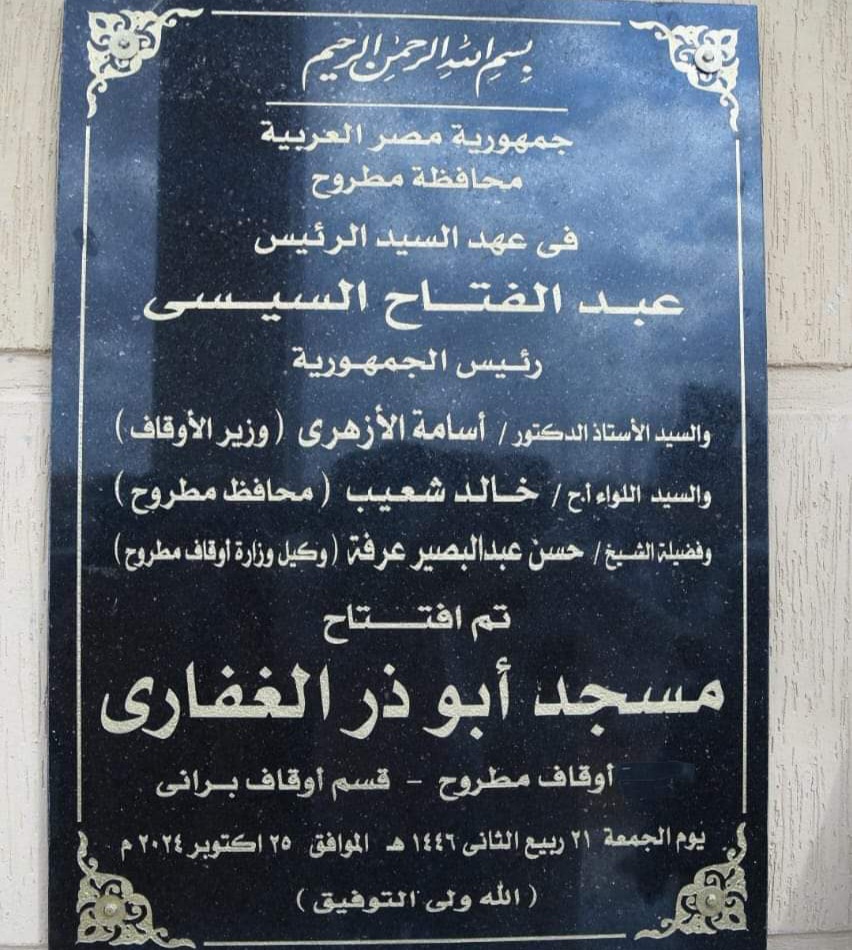 بسم الله الرحمن الرحيم
جمهورية مصر العربية
محافظة مطروح
فى عهد السيد الرئيس
عبد الفتاح السيسى
رئيس الجمهورية
والسيد الأستاذ الدكتور / أسامة الأزهرى ( وزير الأوقاف )
والسيد اللواء أ.ح / خالد شعيب ( محافظ مطروح )
وفضيلة الشيخ / حسن عبدالبصير عرفة ( وكيل وزارة أوقاف مطروح )
تم افتتاح
مسجد أبو ذر الغفارى
أوقاف مطروح - قسم أوقاف برانى
يوم الجمعة ٢١ ربيع الثانى ١٤٤٦ هـ الموافق ٢٥ اكتوبر ٢٠٢٤ م
( الله ولى التوفيق )